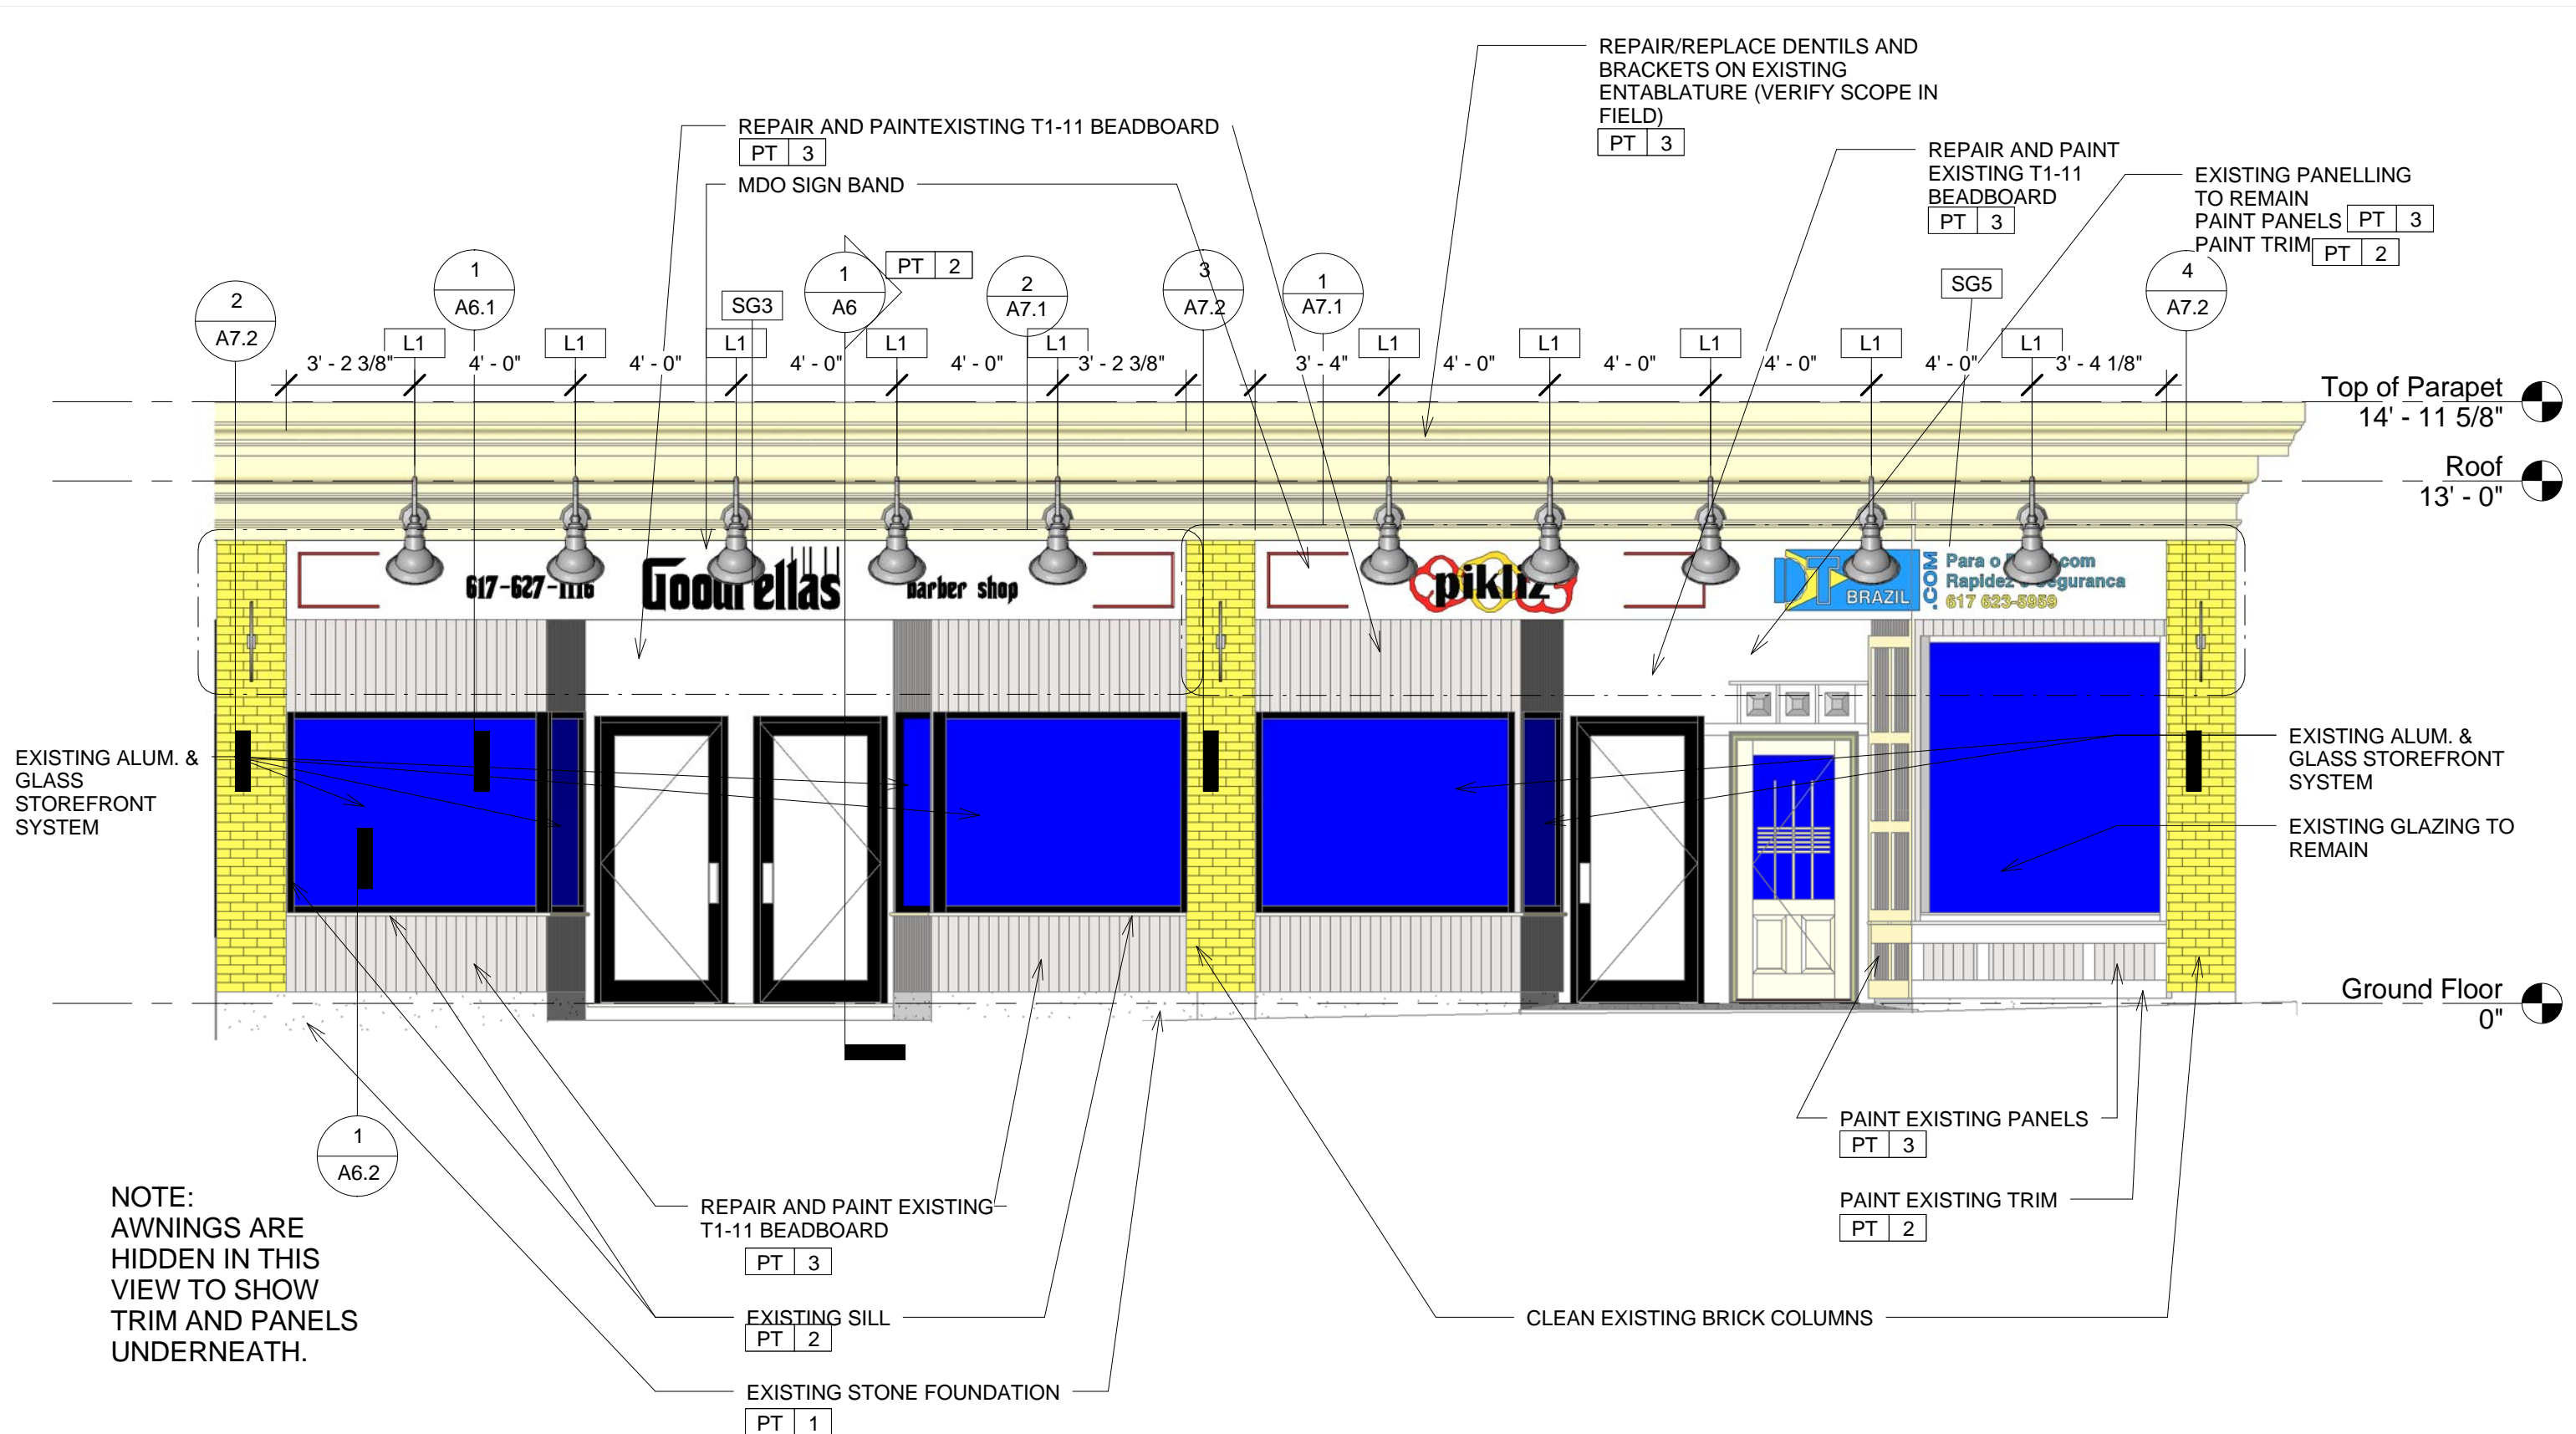 REPAIR/REPLACE DENTILS AND
BRACKETS ON EXISTING
ENTABLATURE (VERIFY SCOPE IN
FIELD)
PT 3
REPAIR AND PAINTEXISTING T1-11 BEADBOARD
PT 3
MDO SIGN BAND
PT 2
REPAIR AND PAINT
EXISTING T1-11
BEADBOARD
PT 3
EXISTING PANELLING
TO REMAIN
PAINT PANELS PT 3
PAINT TRIM PT 2
2
A7.2
1
A6.1
SG3
1
A6
2
A7.1
3
A7.2
1
A7.1
SG5
4
A7.2
L1 L1 L1 L1 L1 L1 L1 L1 L1 L1
3' - 2 3/8" 4' - 0" 4' - 0" 4' - 0" 4' - 0" 3' - 2 3/8" 3' - 4" 4' - 0" 4' - 0" 4' - 0" 4' - 0" 3' - 4 1/8"
Top of Parapet
14' - 11 5/8"
Roof
13' - 0"
617-627-1116
barber shop
pikliz
BRAZIL
.COM
Para o com
Rapidez
617 623-5959
EXISTING ALUM. &
GLASS
STOREFRONT
SYSTEM
EXISTING ALUM. &
GLASS STOREFRONT
SYSTEM
EXISTING GLAZING TO
REMAIN
Ground Floor
0"
1
A6.2
NOTE:
AWNINGS ARE
HIDDEN IN THIS
VIEW TO SHOW
TRIM AND PANELS
UNDERNEATH.
REPAIR AND PAINT EXISTING
T1-11 BEADBOARD
PT 3
EXISTING SILL
PT 2
EXISTING STONE FOUNDATION
PT 1
PAINT EXISTING PANELS
PT 3
PAINT EXISTING TRIM
PT 2
CLEAN EXISTING BRICK COLUMNS